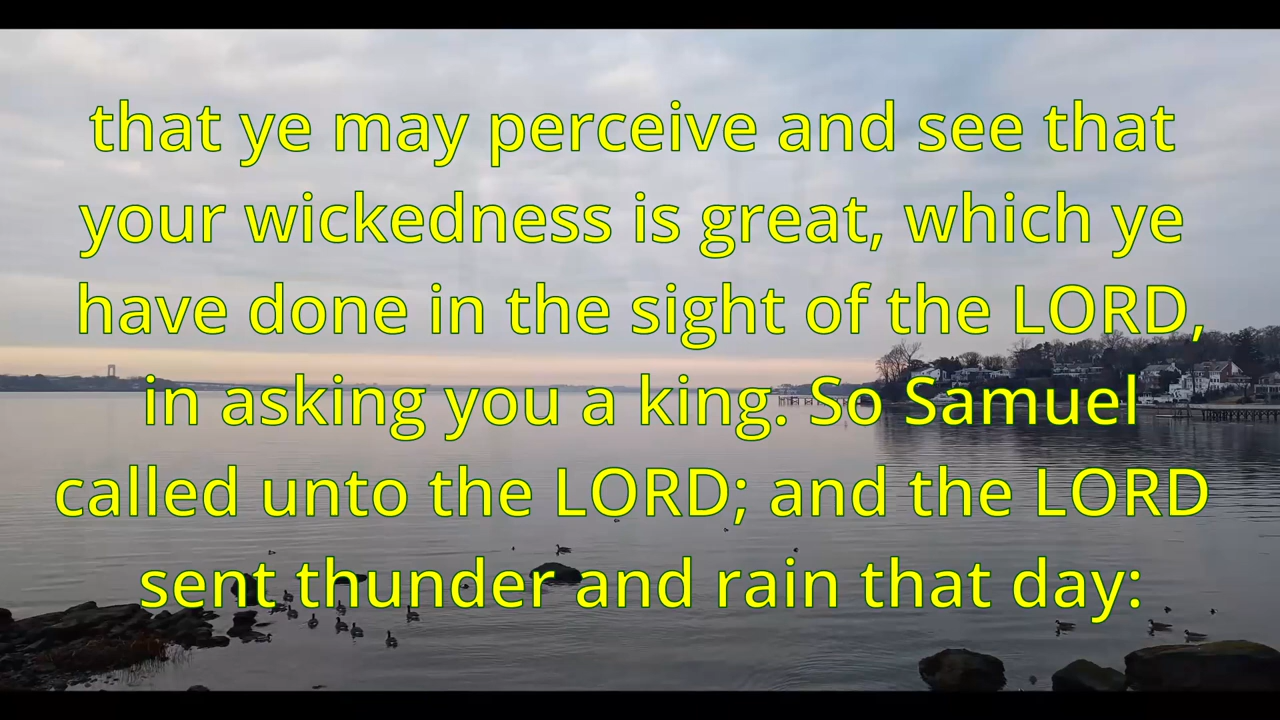 that ye may perceive and see that
your wickedness is great, which ye
have done in the sight of the LORD,
in asking you a king. So Samuel
called unto the LORD; and the LORD
sent thunder and rain that day: